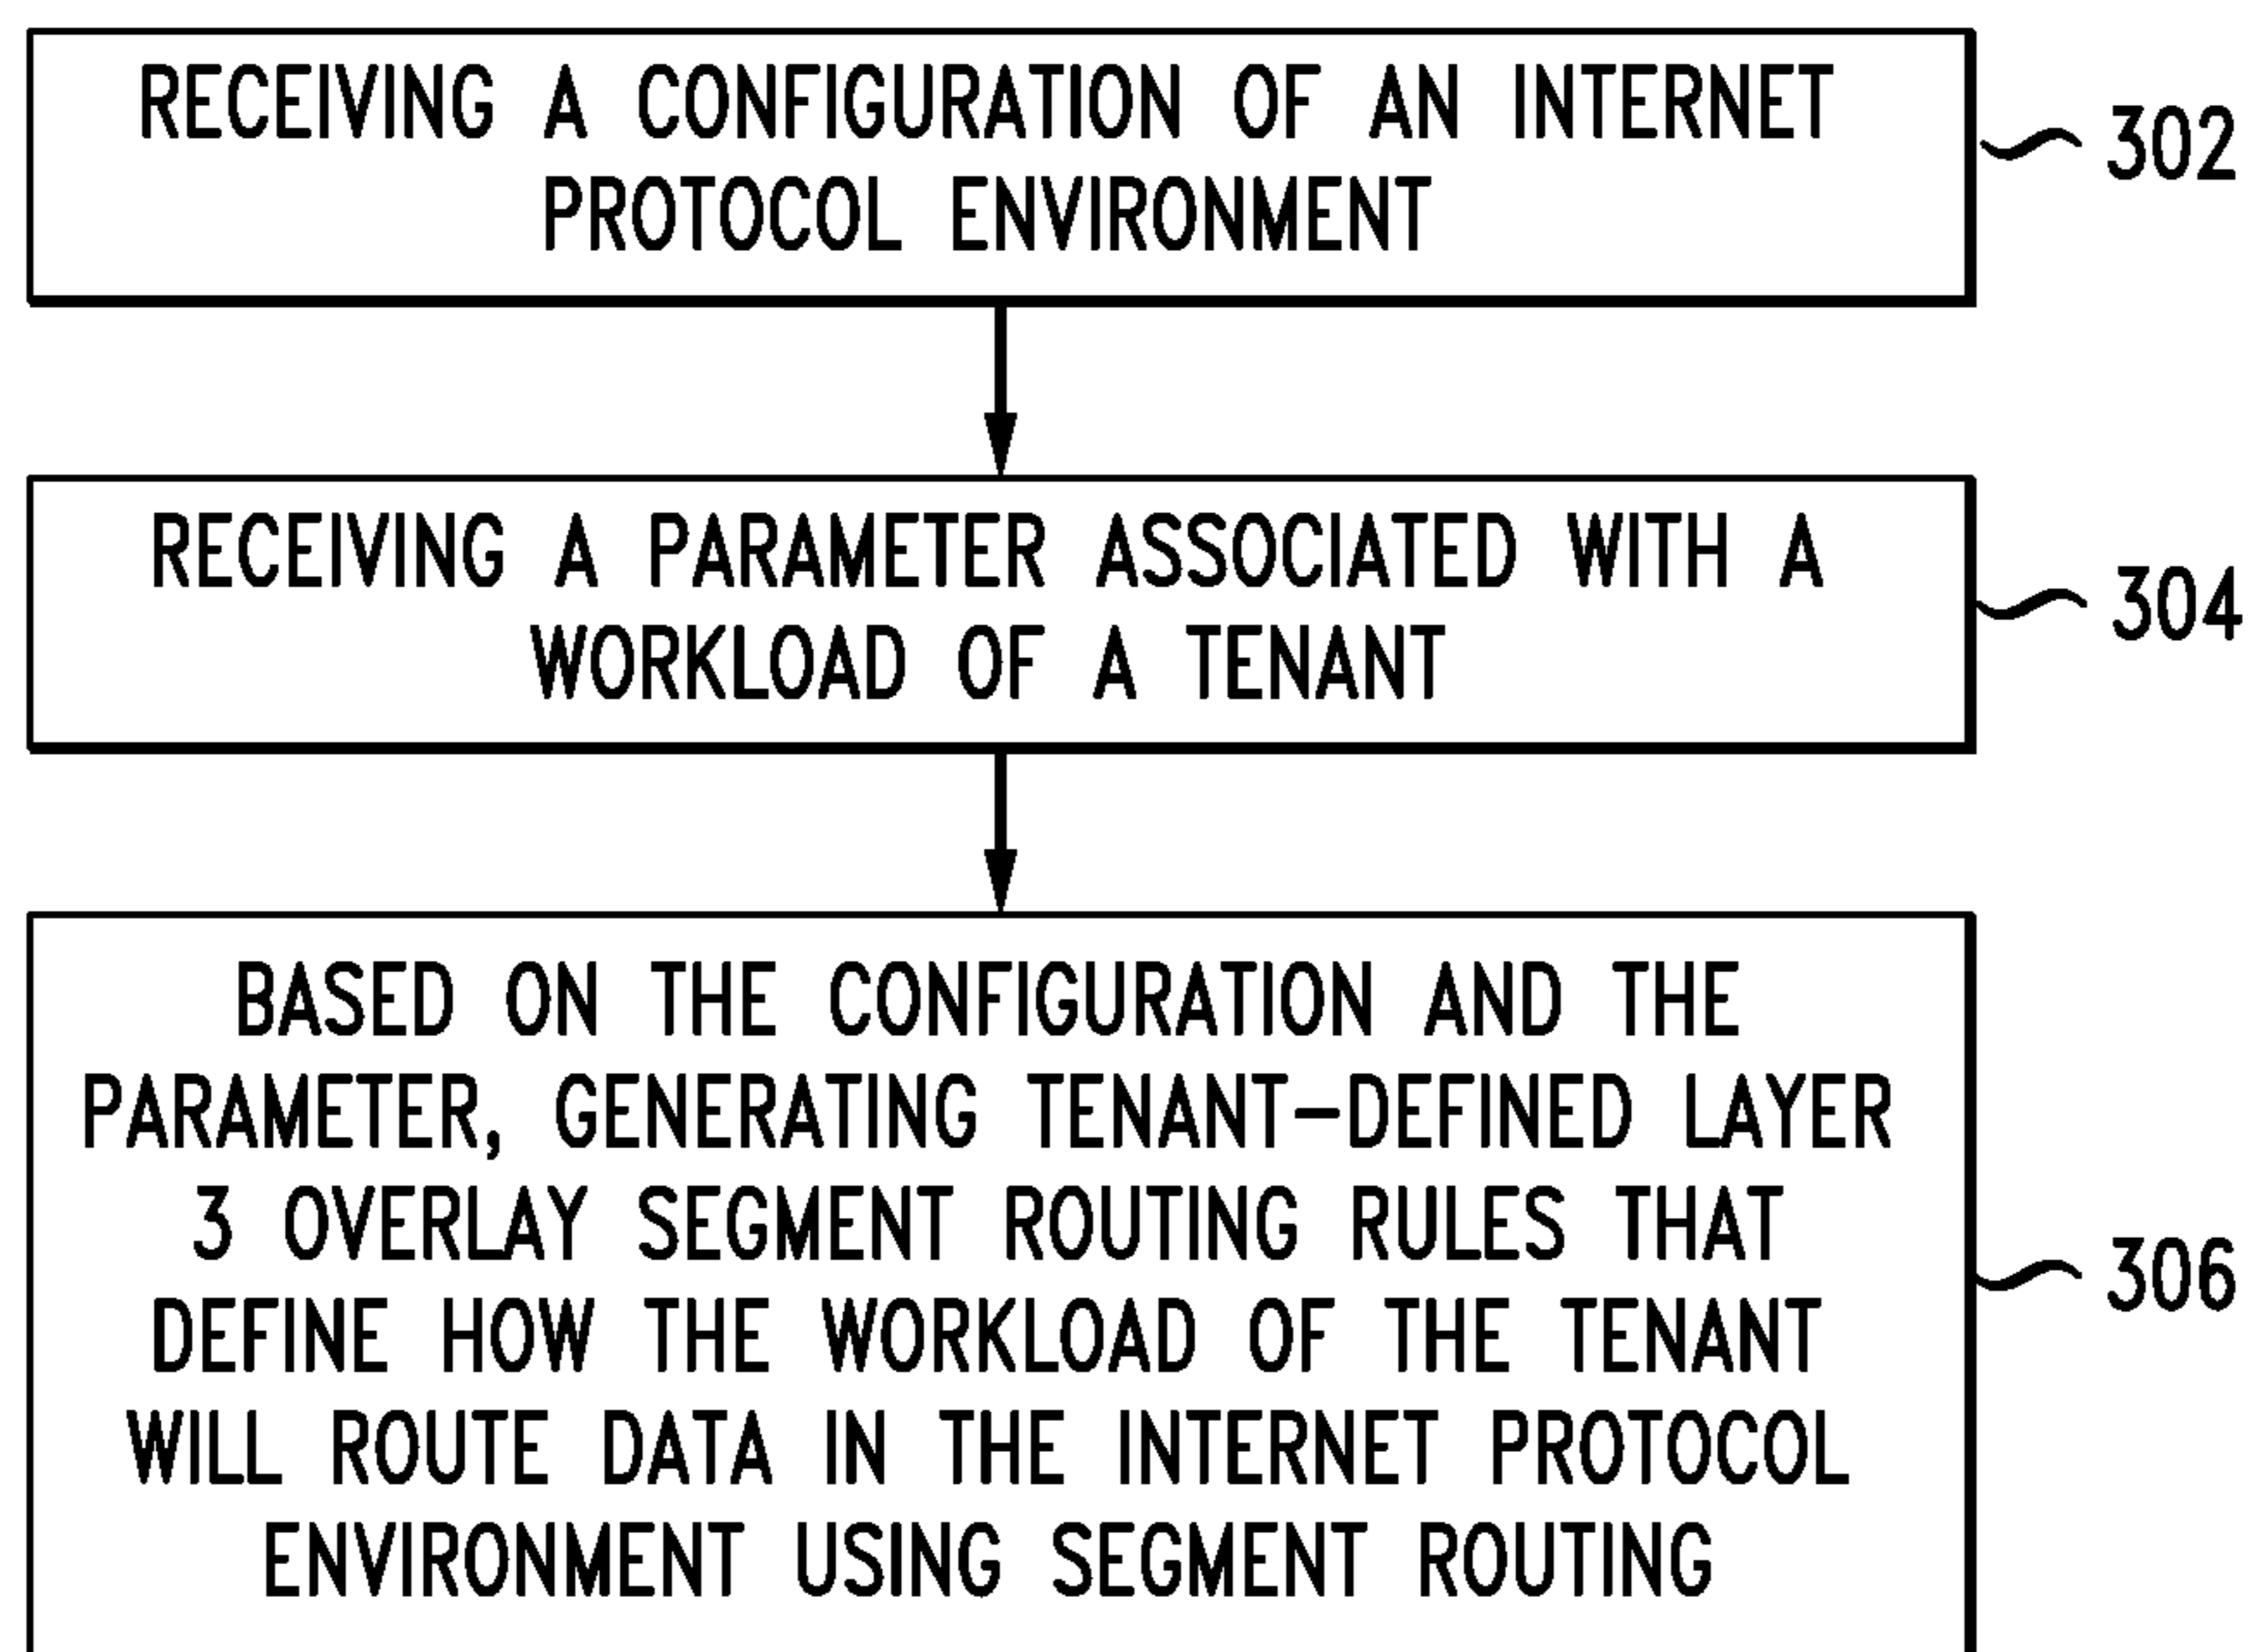 RECEIVING A CONFIGURATION OF AN INTERNET
PROTOCOL ENVIRONMENT
302
RECEIVING A PARAMETER ASSOCIATED WITH A
WORKLOAD OF A TENANT
304
BASED ON THE CONFIGURATION AND THE
PARAMETER, GENERATING TENANT-DEFINED LAYER
3 OVERLAY SEGMENT ROUTING RULES THAT
DEFINE HOW THE WORKLOAD OF THE TENANT
WILL ROUTE DATA IN THE INTERNET PROTOCOL
ENVIRONMENT USING SEGMENT ROUTING
306